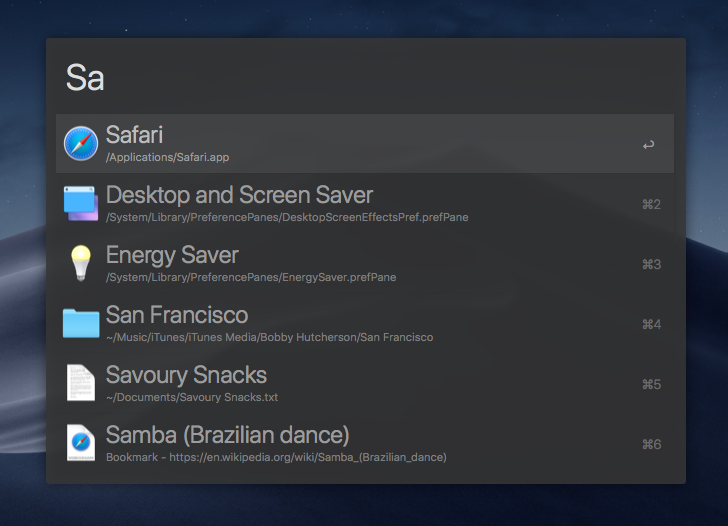 Sa
Safari
/Applications/Safari.app
↩
Desktop and Screen Saver
/System/Library/PreferencePanes/DesktopScreenEffectsPref.prefPane
⌘2
Energy Saver
/System/Library/PreferencePanes/EnergySaver.prefPane
⌘3
San Francisco
~/Music/iTunes/iTunes Media/Bobby Hutcherson/San Francisco
⌘4
Savoury Snacks
~/Documents/Savoury Snacks.txt
⌘5
Samba (Brazilian dance)
Bookmark - https://en.wikipedia.org/wiki/Samba_(Brazilian_dance)
⌘6